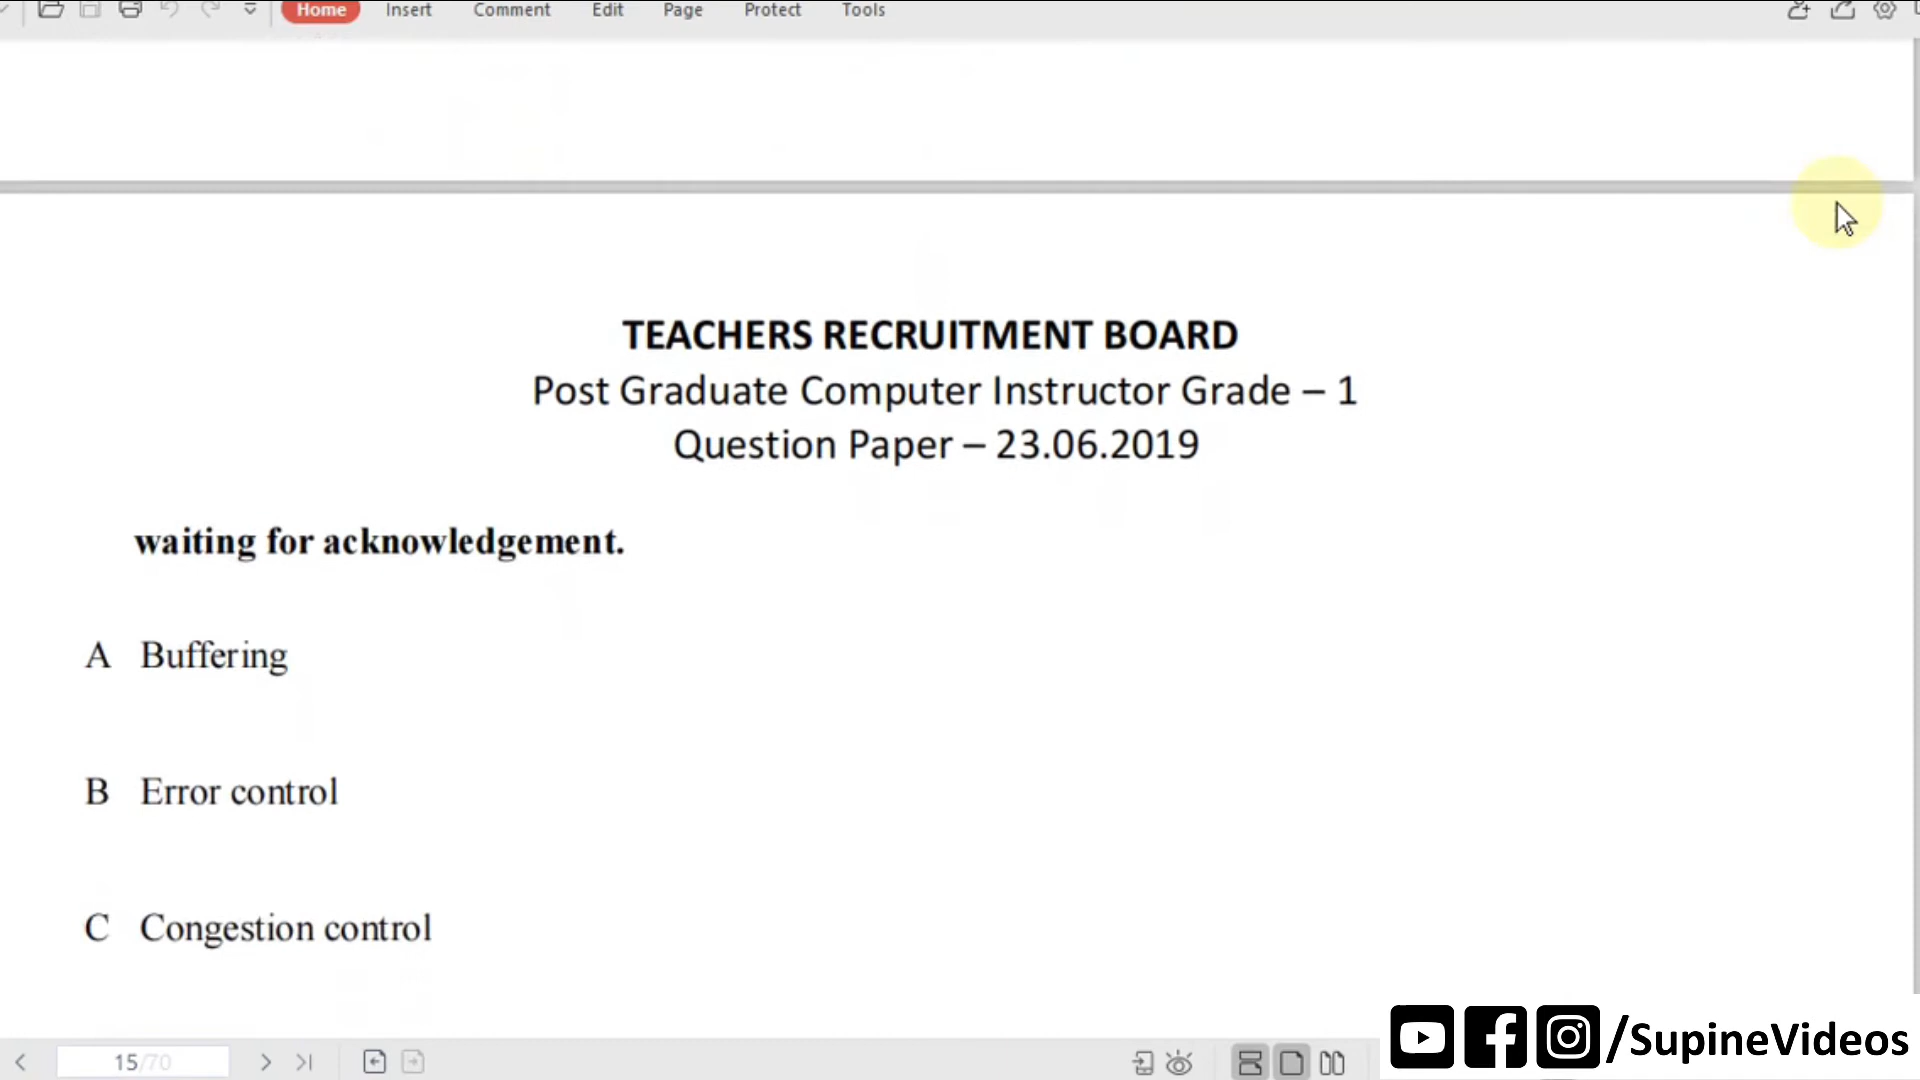 Home Insert Comment Edit Page Protect Tools
TEACHERS RECRUITMENT BOARD
Post Graduate Computer Instructor Grade – 1
Question Paper – 23.06.2019
waiting for acknowledgement.
A Buffering
B Error control
C Congestion control
15/70
/SupineVideos